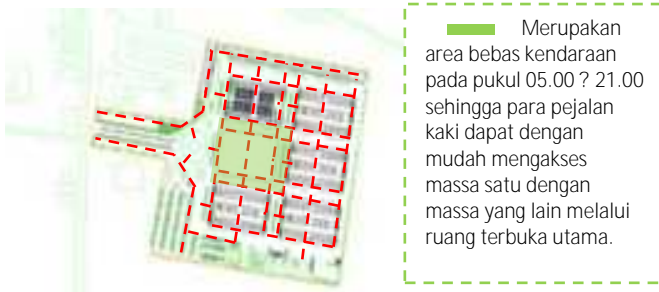 Merupakan
area bebas kendaraan
pada pukul 05.00 ? 21.00
sehingga para pejalan
kaki dapat dengan
mudah mengakses
massa satu dengan
massa yang lain melalui
ruang terbuka utama.